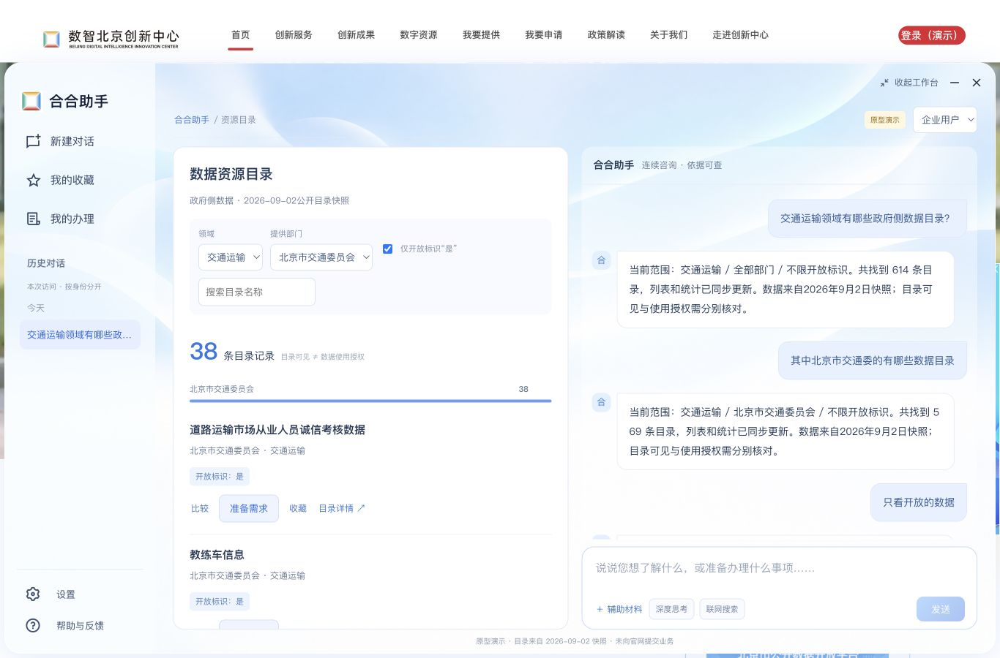 数智北京创新中心
BEIJING DIGITAL INTELLIGENCE INNOVATION CENTER
首页 创新服务 创新成果 数字资源 我要提供 我要申请 政策解读 关于我们 走进创新中心
登录（演示）
合合助手
新建对话
我的收藏
我的办理
历史对话
本次访问 · 按身份分开
今天
交通运输领域有哪些政...
设置
帮助与反馈
收起工作台
合合助手 / 资源目录
原型演示
企业用户
数据资源目录
政府侧数据 · 2026-09-02公开目录快照
领域
提供部门
交通运输
北京市交通委员会
仅开放标识“是”
搜索目录名称
38 条目录记录 目录可见 ≠ 数据使用授权
北京市交通委员会 38
道路运输市场从业人员诚信考核数据
北京市交通委员会 · 交通运输
开放标识：是
比较 准备需求 收藏 目录详情 ↗
教练车信息
北京市交通委员会 · 交通运输
开放标识：是
合合助手 连续咨询 · 依据可查
交通运输领域有哪些政府侧数据目录？
合
当前范围：交通运输 / 全部部门 / 不限开放标识。共找到 614 条目
录，列表和统计已同步更新。数据来自2026年9月2日快照；目录可
见与使用授权需分别核对。
其中北京市交通委的有哪些数据目录
合
当前范围：交通运输 / 北京市交通委员会 / 不限开放标识。共找到 5
69 条目录，列表和统计已同步更新。数据来自2026年9月2日快照；
目录可见与使用授权需分别核对。
只看开放的数据
说说您想了解什么，或准备办理什么事项……
+ 辅助材料 深度思考 联网搜索
发送
原型演示 · 目录来自 2026-09-02 快照 · 未向官网提交业务